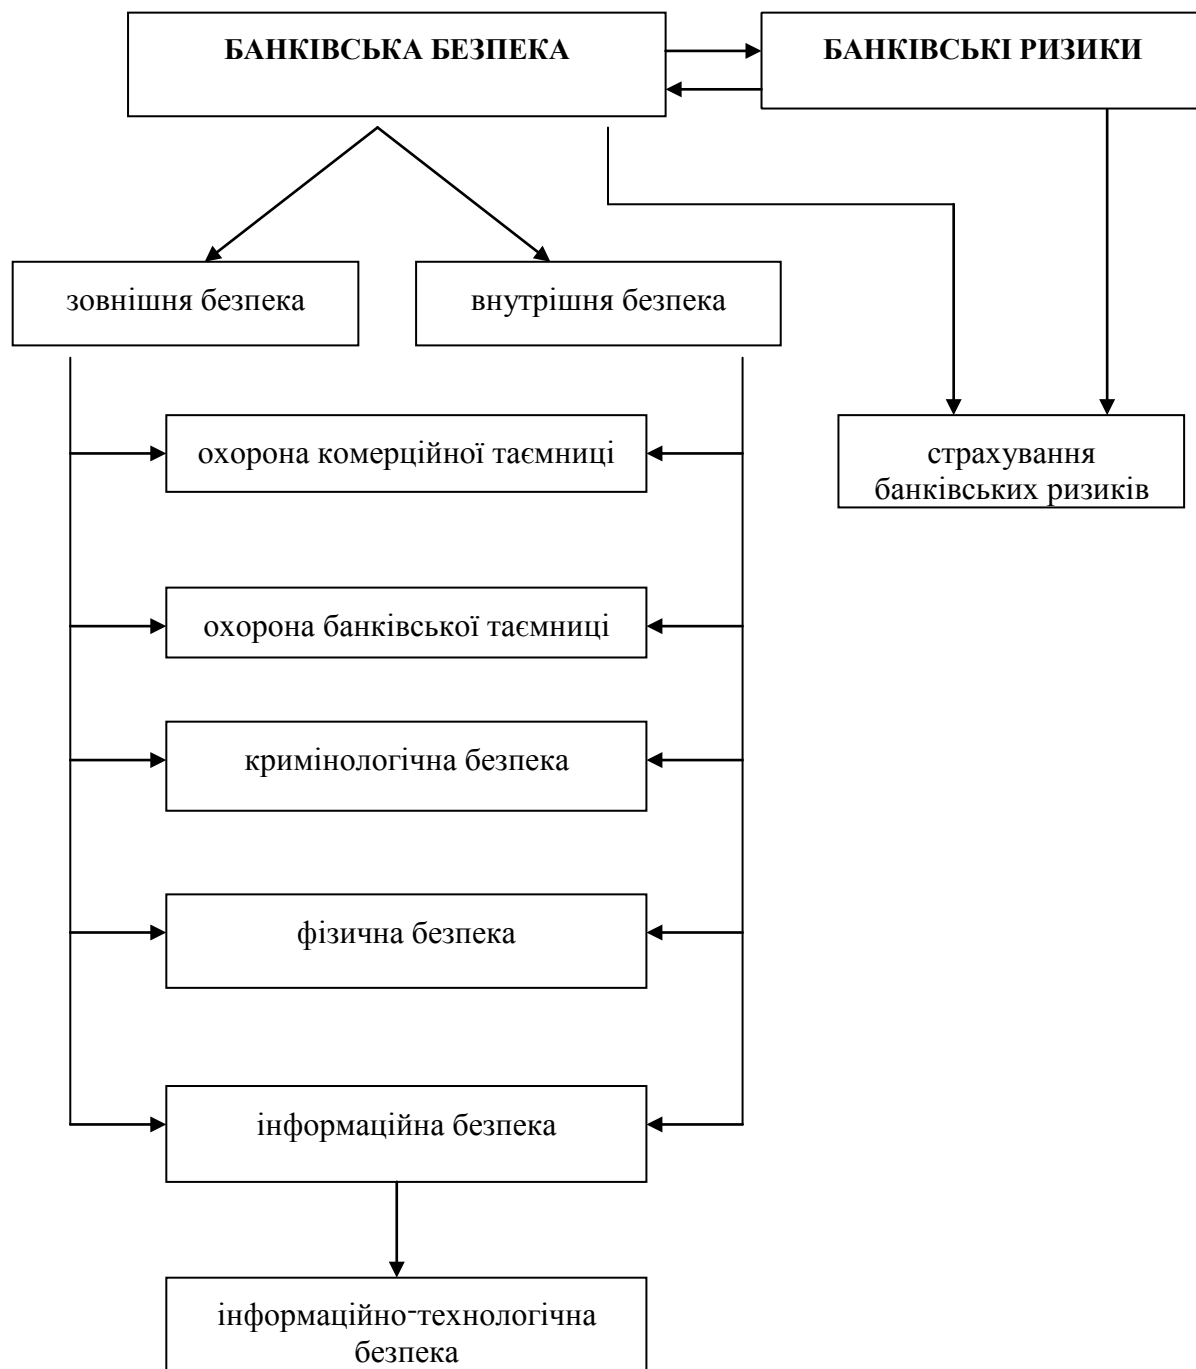 БАНКІВСЬКА БЕЗПЕКА
БАНКІВСЬКІ РИЗИКИ
зовнішня безпека
внутрішня безпека
охорона комерційної таємниці
страхування
банківських ризиків
охорона банківської таємниці
кримінологічна безпека
фізична безпека
інформаційна безпека
інформаційно-технологічна
безпека